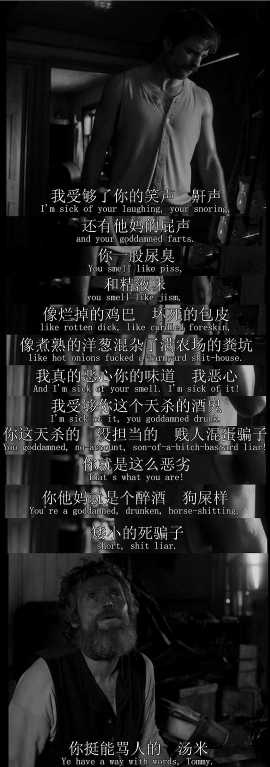 我受够了你的笑声 鼾声
I'm sick of your laughing, your snoring,
还有他妈的屁声
and your goddamned farts.
你一股尿臭
You smell like piss,
和精液味
you smell like jism,
像烂掉的鸡巴 坏死的包皮
like rotten dick, like curdled foreskin,
像煮熟的洋葱混杂了 农场的粪坑
like hot onions fucked a farmyard shit-house.
我真的恶心你的味道 我恶心
And I'm sick of your smell. I'm sick of it!
我受够你这个天杀的酒鬼
I'm sick of it, you goddamned drunk.
你这天杀的 没担当的 贱人混蛋骗子
You goddamned, no-account, son-of-a-bitch-bastard liar!
你就是这么恶劣
That's what you are!
你他妈就是个醉酒 狗屎样
You're a goddamned, drunken, horse-shitting,
矮小的死骗子
short, shit liar.
你挺能骂人的 汤米
Ye have a way with words, Tommy.